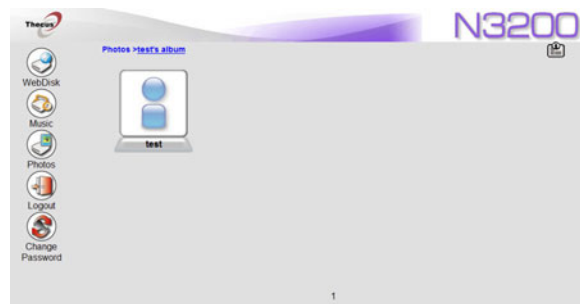 Thecus
N3200
Photos >test's album
WebDisk
Music
Photos
Logout
Change
Password
test
1